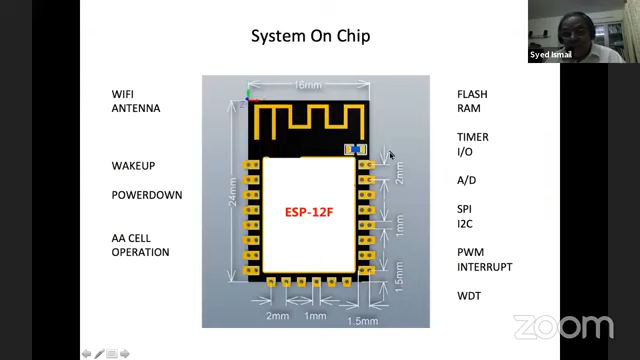 System On Chip
Syed Ismail
WIFI
ANTENNA
WAKEUP
POWERDOWN
AA CELL
OPERATION
16mm
24mm
ESP-12F
2mm
1mm
1.5mm
2mm
1mm
1.5mm
FLASH
RAM
TIMER
I/O
A/D
SPI
I2C
PWM
INTERRUPT
WDT
zoom